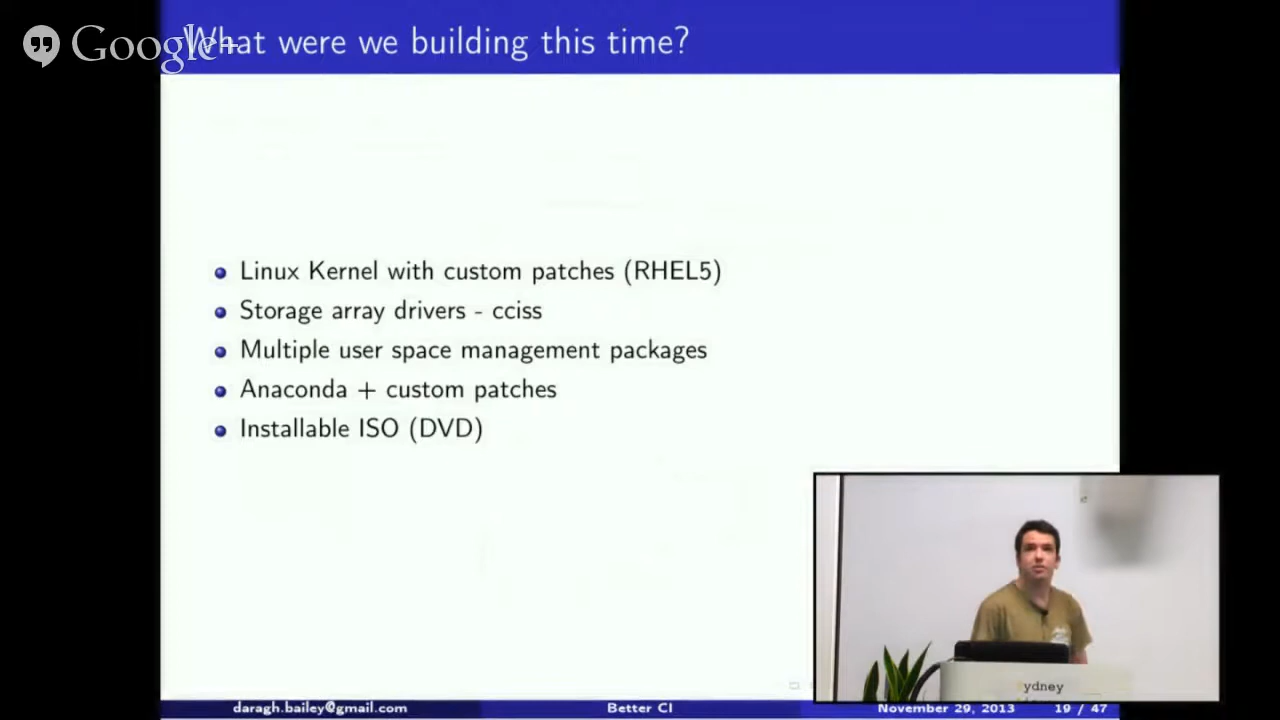 Google+
What were we building this time?
Linux Kernel with custom patches (RHEL5)
Storage array drivers - cciss
Multiple user space management packages
Anaconda + custom patches
Installable ISO (DVD)
ydney
daragh.bailey@gmail.com Better CI November 29, 2013 19 / 47